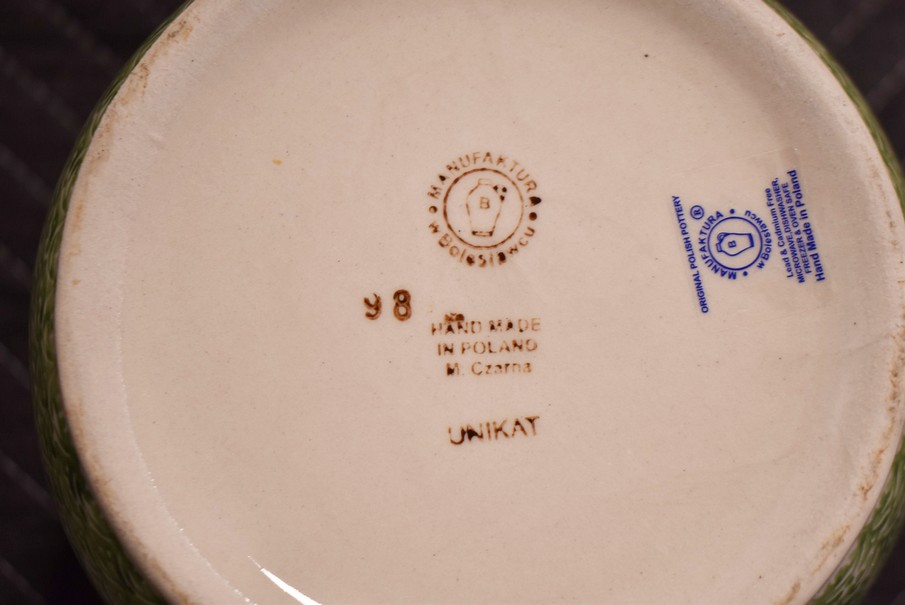 MANUFAKTURA
w Bolesławcu
B
98
HAND MADE
IN POLAND
M. Czarna
UNIKAT
ORIGINAL POLISH POTTERY
®
MANUFAKTURA
B
w Bolesławcu
Lead & Cadmium Free
MICROWAVE, DISHWASHER,
FREEZER & OVEN SAFE
Hand Made in Poland